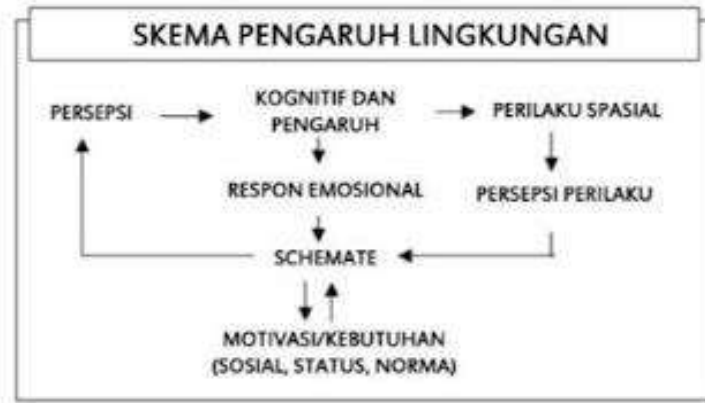 SKEMA PENGARUH LINGKUNGAN
PERSEPSI
KOGNITIF DAN
PENGARUH
PERILAKU SPASIAL
RESPON EMOSIONAL
PERSEPSI PERILAKU
SCHEMATE
MOTIVASI/KEBUTUHAN
(SOSIAL, STATUS, NORMA)